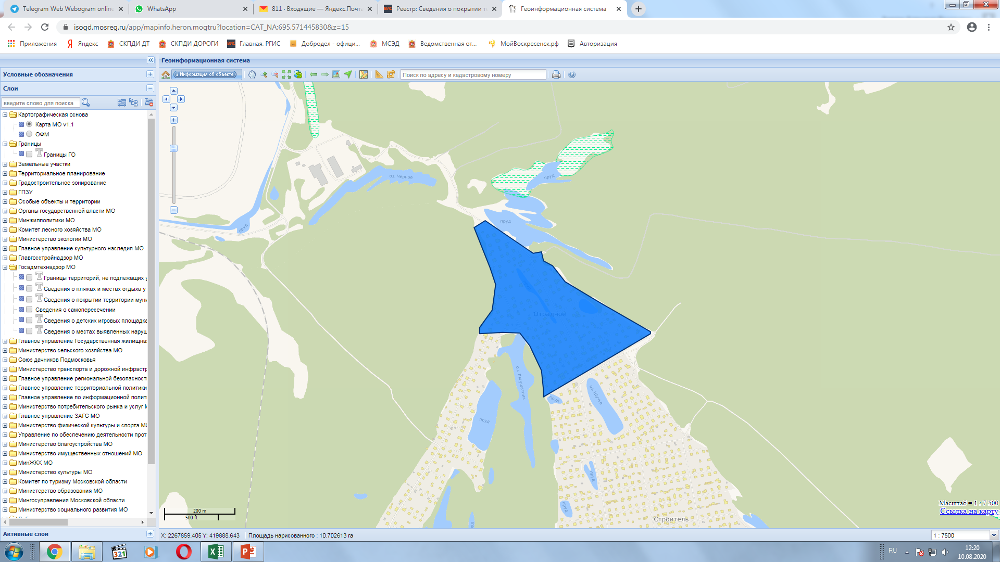 Telegram Web Webogram online
WhatsApp
811 · Входящие — Яндекс.Почта
Реестр: Сведения о покрытии те
Геоинформационная система
isogd.mosreg.ru/app/mapinfo.heron.mogtru?location=CAT_NA:695,571445830&z=15
Приложения
Яндекс
СКПДИ ДТ
СКПДИ ДОРОГИ
Главная. РГИС
Добродел - офици...
МСЭД
Ведомственная от...
МойВоскресенск.рф
Авторизация
Геоинформационная система
Условные обозначения
Информация об объекте
Поиск по адресу и кадастровому номеру
Слои
введите слово для поиска
Картографическая основа
Карта МО v1.1
ОФМ
Границы
Границы ГО
Земельные участки
Территориальное планирование
Градостроительное зонирование
ГПЗУ
Особые объекты и территории
Органы государственной власти МО
Минжилполитики МО
Комитет лесного хозяйства МО
Министерство экологии МО
Главное управление культурного наследия МО
Главгосстройнадзор МО
Госадмтехнадзор МО
Границы территорий, не подлежащих у
Сведения о пляжах и местах отдыха у
Сведения о покрытии территории муни
Сведения о самопересечении
Сведения о детских игровых площадка
Сведения о местах выявленных наруш
Главное управление Государственная жилищна
Министерство сельского хозяйства МО
Союз дачников Подмосковья
Министерство транспорта и дорожной инфрастр
Главное управление региональной безопасност
Главное управление территориальной политики
Главное управление по информационной полит
Министерство потребительского рынка и услуг М
Главное управление ЗАГС МО
Министерство физической культуры и спорта МО
Управление по обеспечению деятельности прот
Министерство благоустройства МО
Министерство имущественных отношений МО
МинЖКХ МО
Министерство культуры МО
Комитет по туризму Московской области
Министерство образования МО
Мингосуправления Московской области
Министерство социального развития МО
Активные слои
оз. Черное
пруд
пруд
пруд
Отрадное
оз. Лягушатник
пруд
оз. Щучье
пруд
пруд
пруд
пруд
Строитель
200 m
500 ft
Масштаб = 1 : 7 500
Ссылка на карту
X: 2267859.405 Y: 419888.643
Площадь нарисованного : 10.702613 га
1 : 7500
321
RU
12:20
10.08.2020